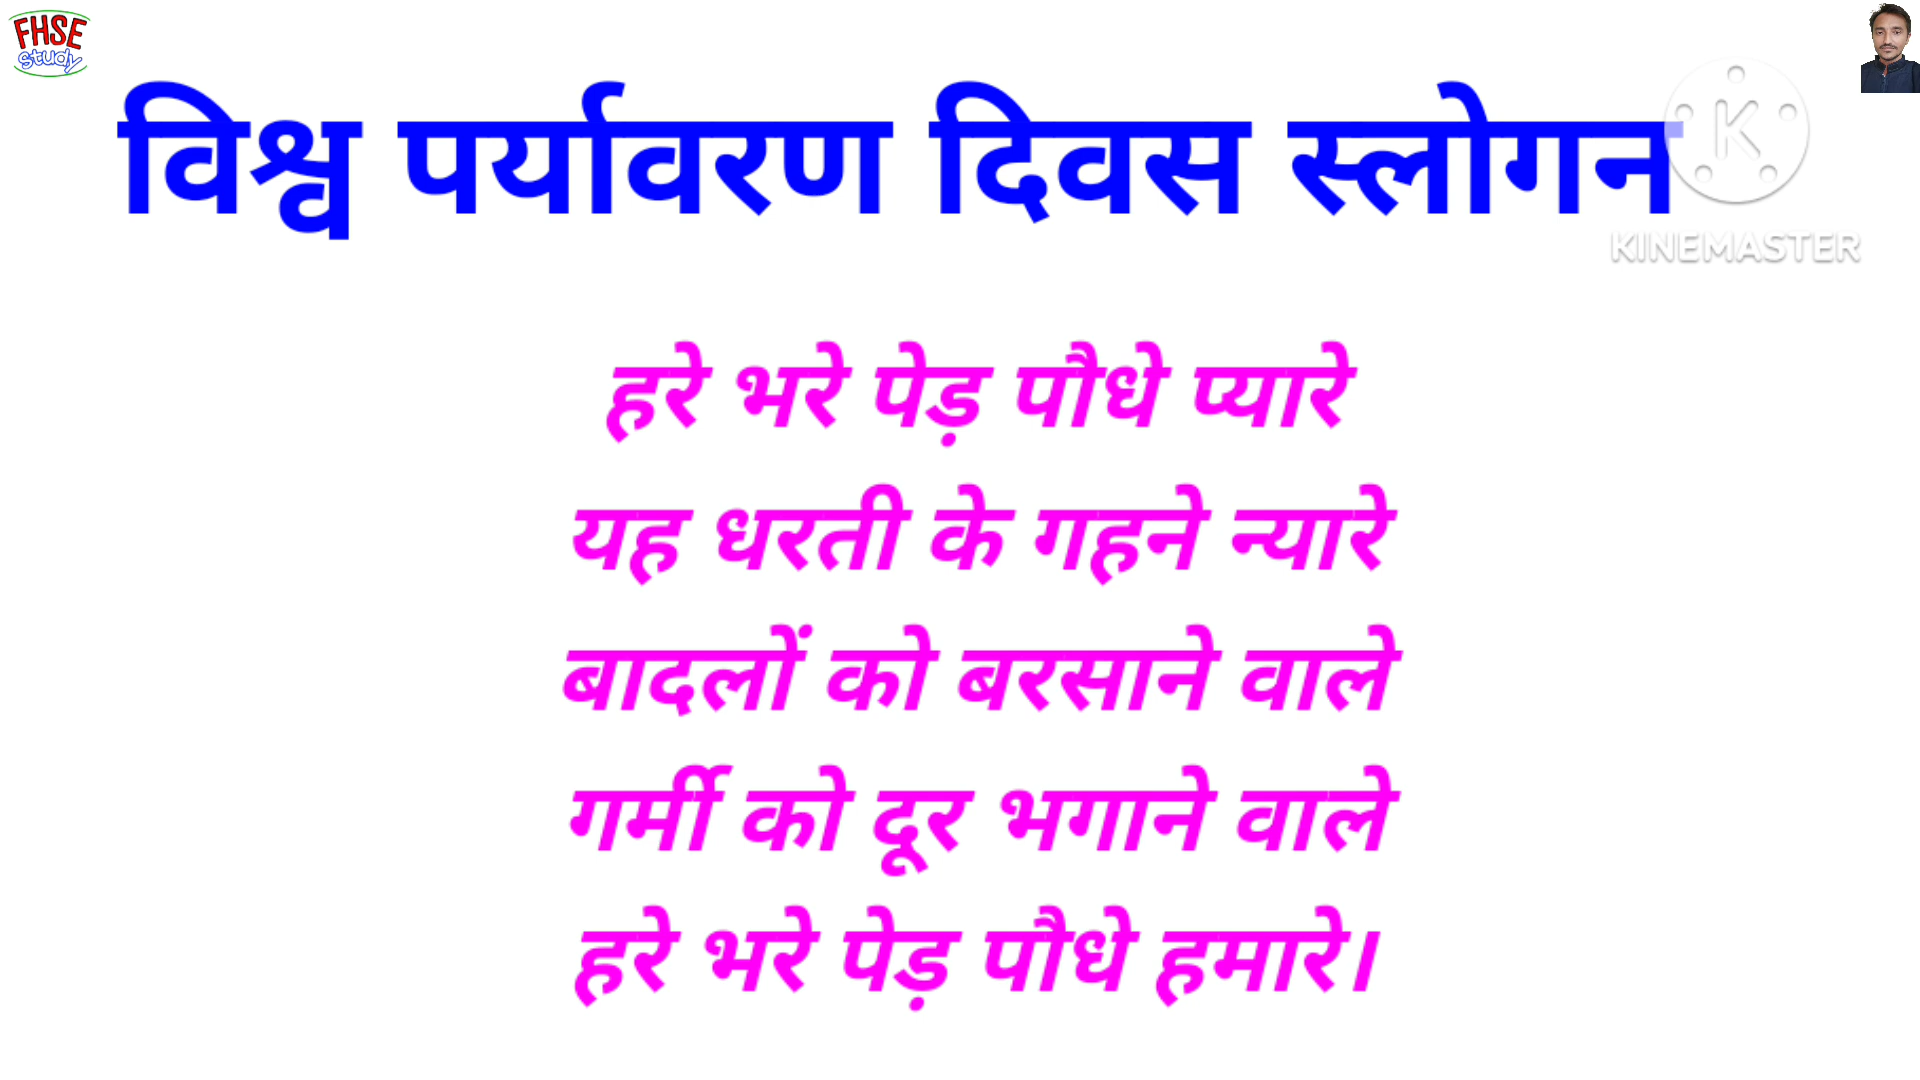 FHSE
study
विश्व पर्यावरण दिवस स्लोगन
K
KINEMASTER
हरे भरे पेड़ पौधे प्यारे
यह धरती के गहने न्यारे
बादलों को बरसाने वाले
गर्मी को दूर भगाने वाले
हरे भरे पेड़ पौधे हमारे।